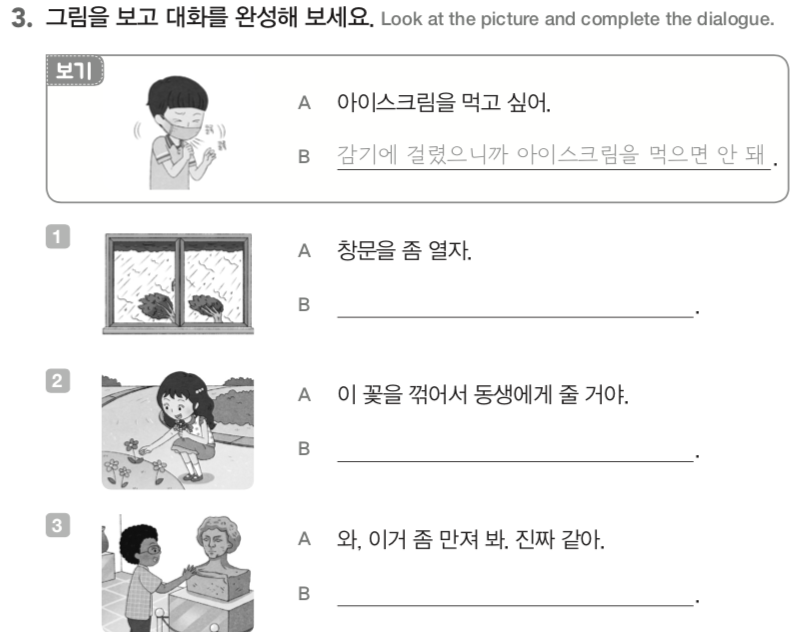 3. 그림을 보고 대화를 완성해 보세요. Look at the picture and complete the dialogue.
보기
A 아이스크림을 먹고 싶어.
B 감기에 걸렸으니까 아이스크림을 먹으면 안 돼.
1
A 창문을 좀 열자.
B .
2
A 이 꽃을 꺾어서 동생에게 줄 거야.
B .
3
A 와, 이거 좀 만져 봐. 진짜 같아.
B .